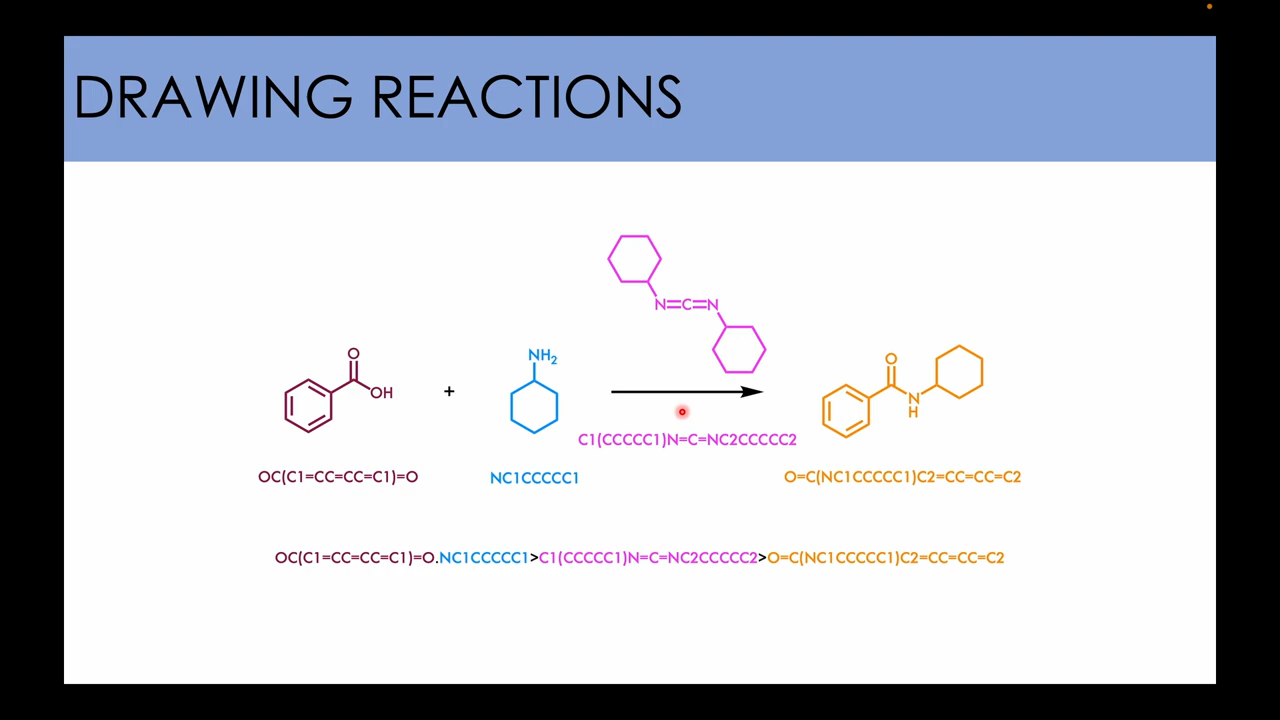 DRAWING REACTIONS
N=C=N
O
OH
+
NH2
O
N
H
C1(CCCCC1)N=C=NC2CCCCC2
OC(C1=CC=CC=C1)=O
NC1CCCCC1
O=C(NC1CCCCC1)C2=CC=CC=C2
OC(C1=CC=CC=C1)=O.NC1CCCCC1>C1(CCCCC1)N=C=NC2CCCCC2>O=C(NC1CCCCC1)C2=CC=CC=C2